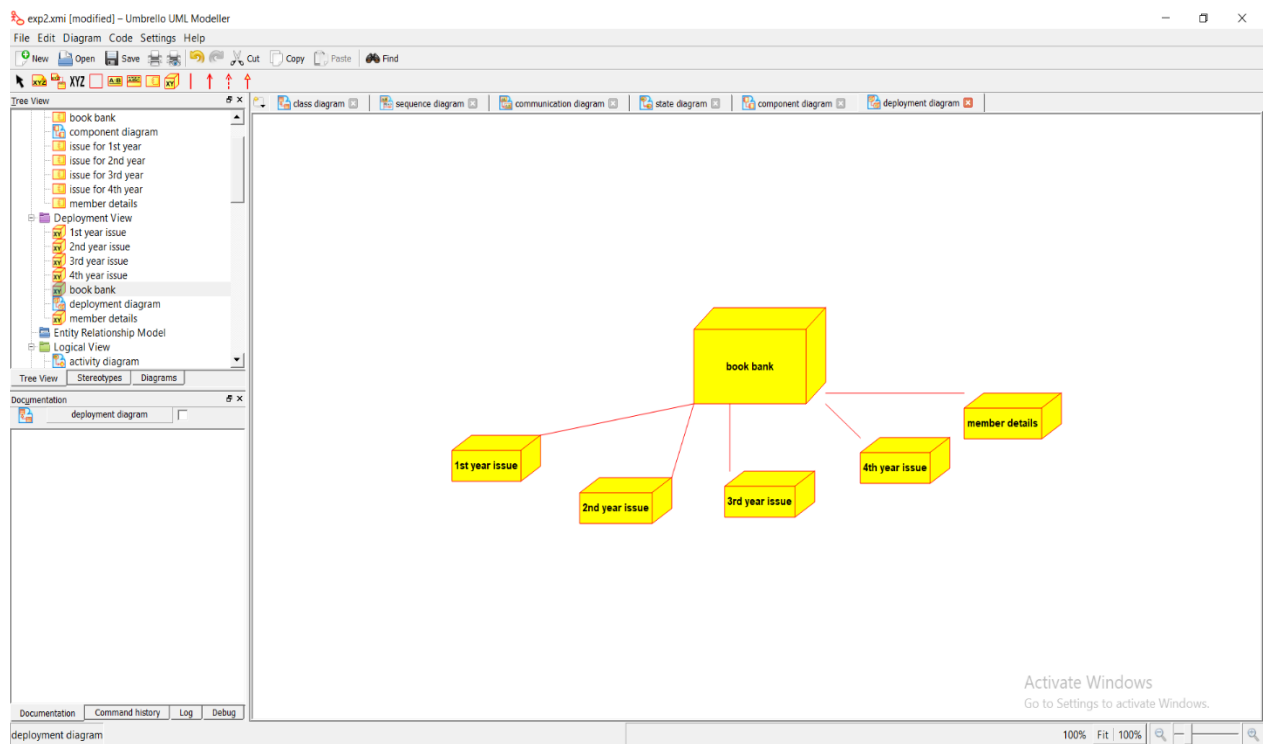 exp2.xmi [modified] – Umbrello UML Modeller
File Edit Diagram Code Settings Help
New Open Save Cut Copy Paste Find
XYZ
Tree View
class diagram sequence diagram communication diagram state diagram component diagram deployment diagram
book bank
component diagram
issue for 1st year
issue for 2nd year
issue for 3rd year
issue for 4th year
member details
Deployment View
1st year issue
2nd year issue
3rd year issue
4th year issue
book bank
deployment diagram
member details
Entity Relationship Model
Logical View
activity diagram
Tree View Stereotypes Diagrams
Documentation
deployment diagram
book bank
member details
1st year issue
4th year issue
2nd year issue
3rd year issue
Activate Windows
Go to Settings to activate Windows.
Documentation Command history Log Debug
deployment diagram
100% Fit 100%